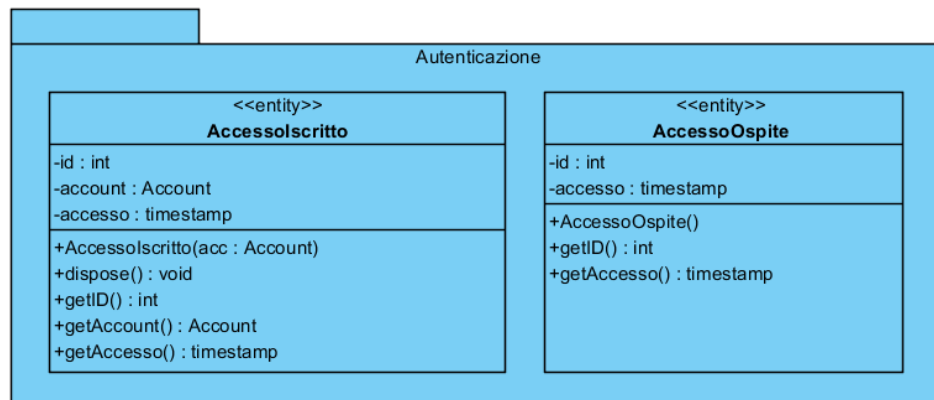 Autenticazione
<<entity>>
AccessoIscritto
-id : int
-account : Account
-accesso : timestamp
+AccessoIscritto(acc : Account)
+dispose() : void
+getID() : int
+getAccount() : Account
+getAccesso() : timestamp
<<entity>>
AccessoOspite
-id : int
-accesso : timestamp
+AccessoOspite()
+getID() : int
+getAccesso() : timestamp